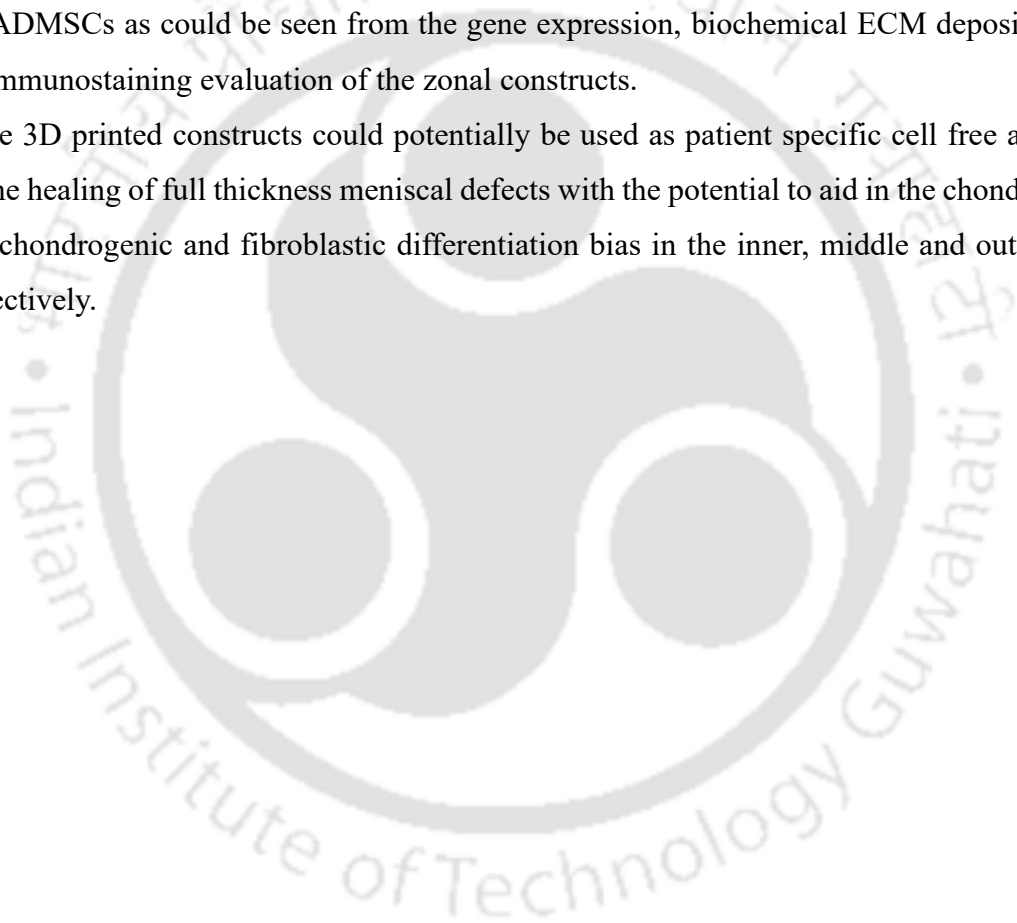 ADMSCs as could be seen from the gene expression, biochemical ECM deposi
mmunostaining evaluation of the zonal constructs.
e 3D printed constructs could potentially be used as patient specific cell free a
ne healing of full thickness meniscal defects with the potential to aid in the chond
chondrogenic and fibroblastic differentiation bias in the inner, middle and out
ectively.
Indian Institute of Technology Guwahati